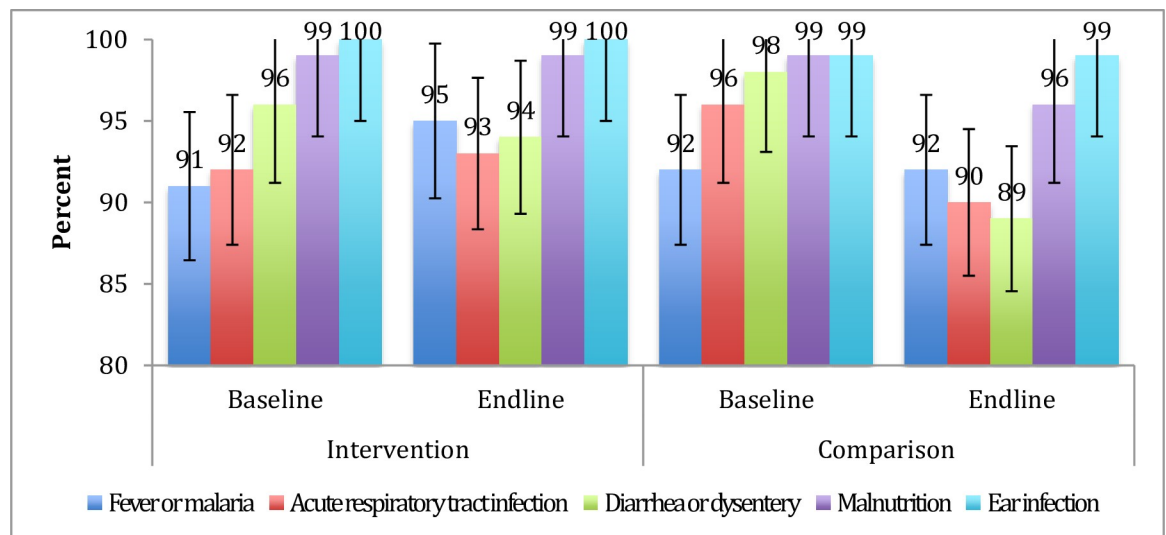 100
95
90
85
80
Percent
91 92 96 99 100
95 93 94 99 100
92 96 98 99 99
92 90 89 96 99
Baseline Endline Baseline Endline
Intervention Comparison
Fever or malaria Acute respiratory tract infection Diarrhea or dysentery Malnutrition Ear infection